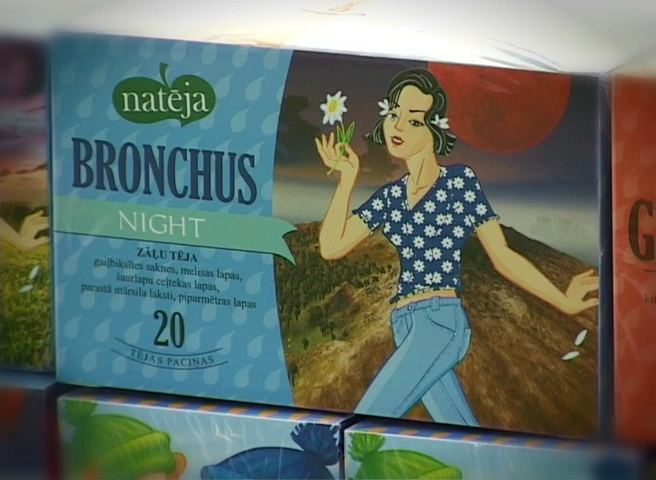 natēja
BRONCHUS
NIGHT
ZĀĻU TĒJA
gaiļbiksītes saknes, melisas lapas,
šaurlapu ceļtekas lapas,
parastā mārsila laksti, piparmētras lapas
20
TĒJAS PACIŅAS
G